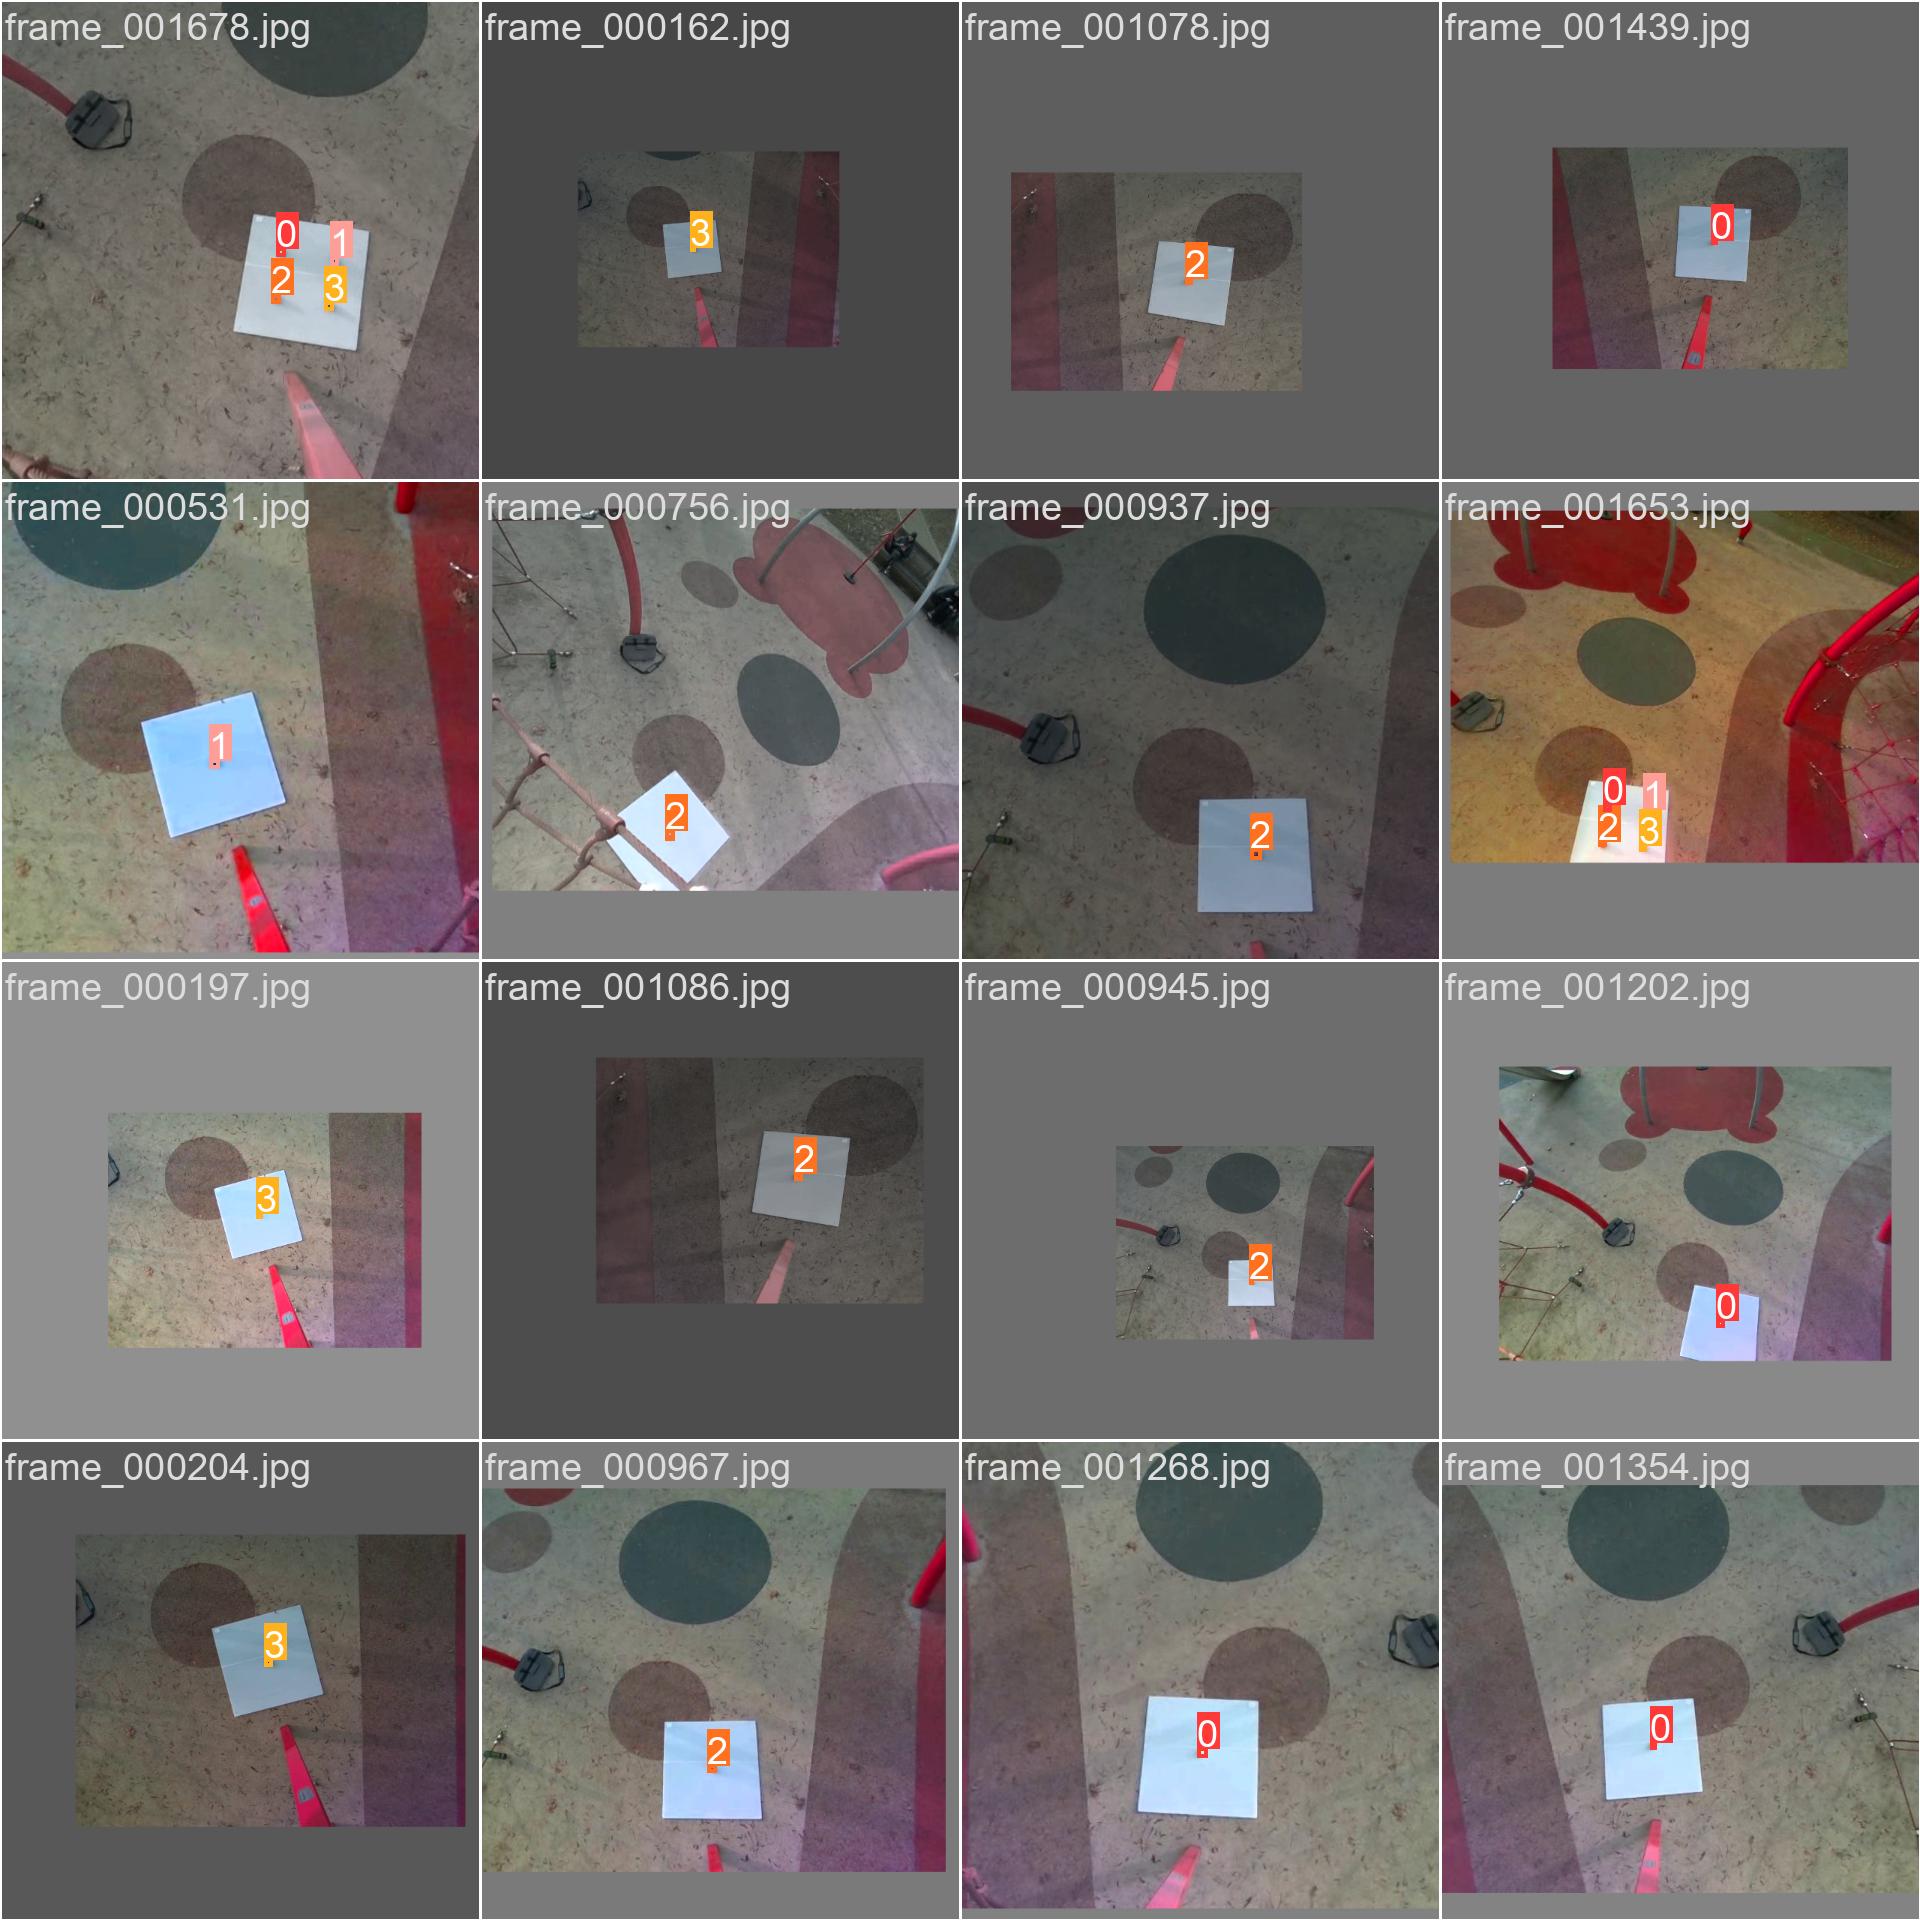 frame_001678.jpg
frame_000162.jpg
frame_001078.jpg
frame_001439.jpg
0
1
2
3
3
2
0
frame_000531.jpg
frame_000756.jpg
frame_000937.jpg
frame_001653.jpg
1
2
2
0
1
2
3
frame_000197.jpg
frame_001086.jpg
frame_000945.jpg
frame_001202.jpg
3
2
2
0
frame_000204.jpg
frame_000967.jpg
frame_001268.jpg
frame_001354.jpg
3
2
0
0